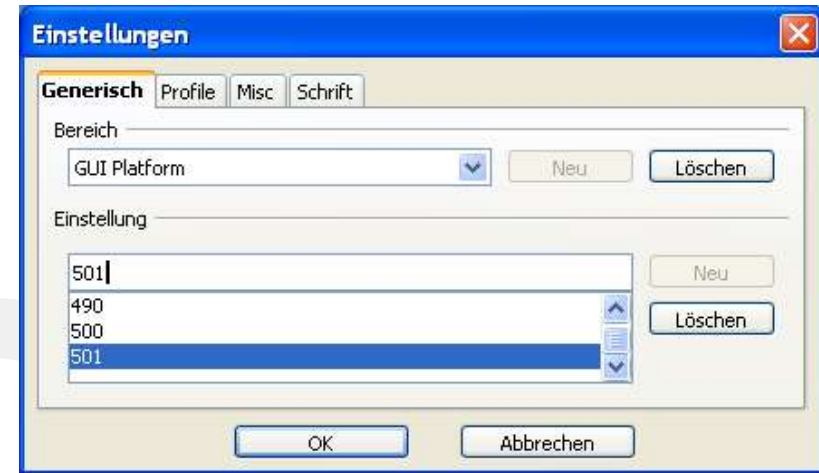 Einstellungen
Generisch Profile Misc Schrift
Bereich
GUI Platform Neu Löschen
Einstellung
501 Neu
490
500 Löschen
501
OK Abbrechen